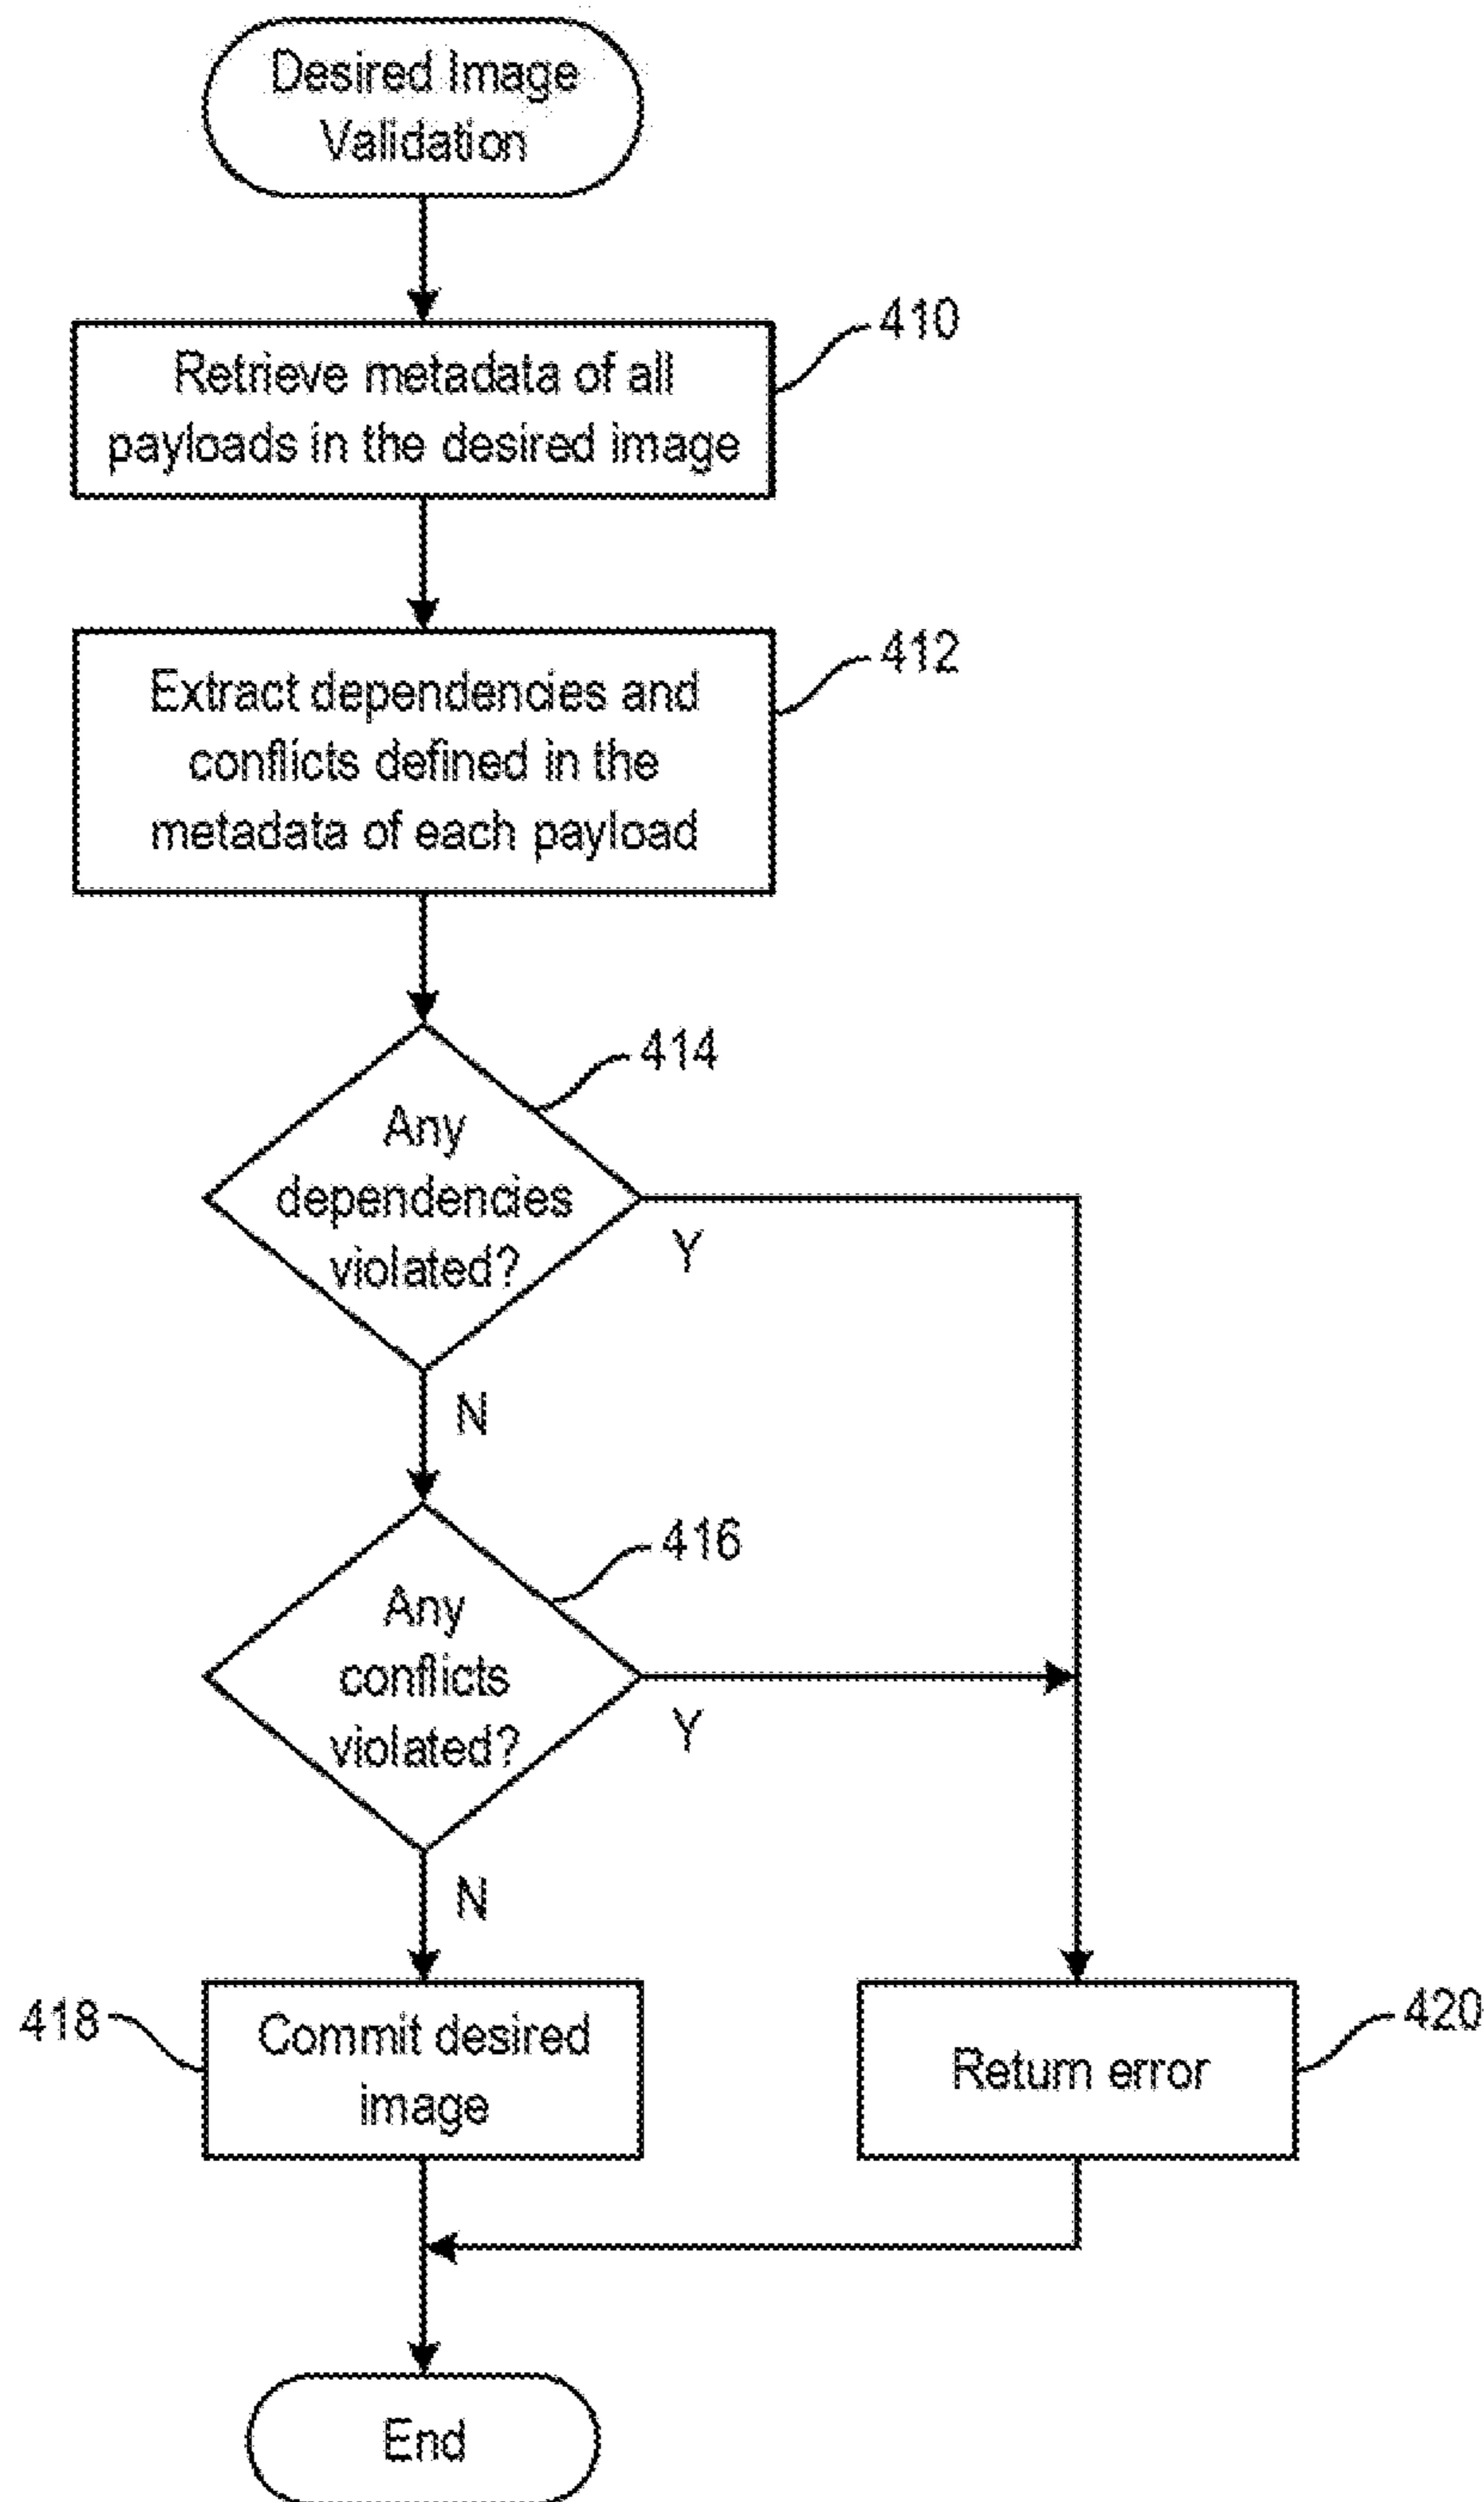 Desired Image
Validation
410
Retrieve metadata of all
payloads in the desired image
412
Extract dependencies and
conflicts defined in the
metadata of each payload
414
Any
dependencies
violated?
Y
N
416
Any
conflicts
violated?
Y
N
418
Commit desired
image
420
Return error
End